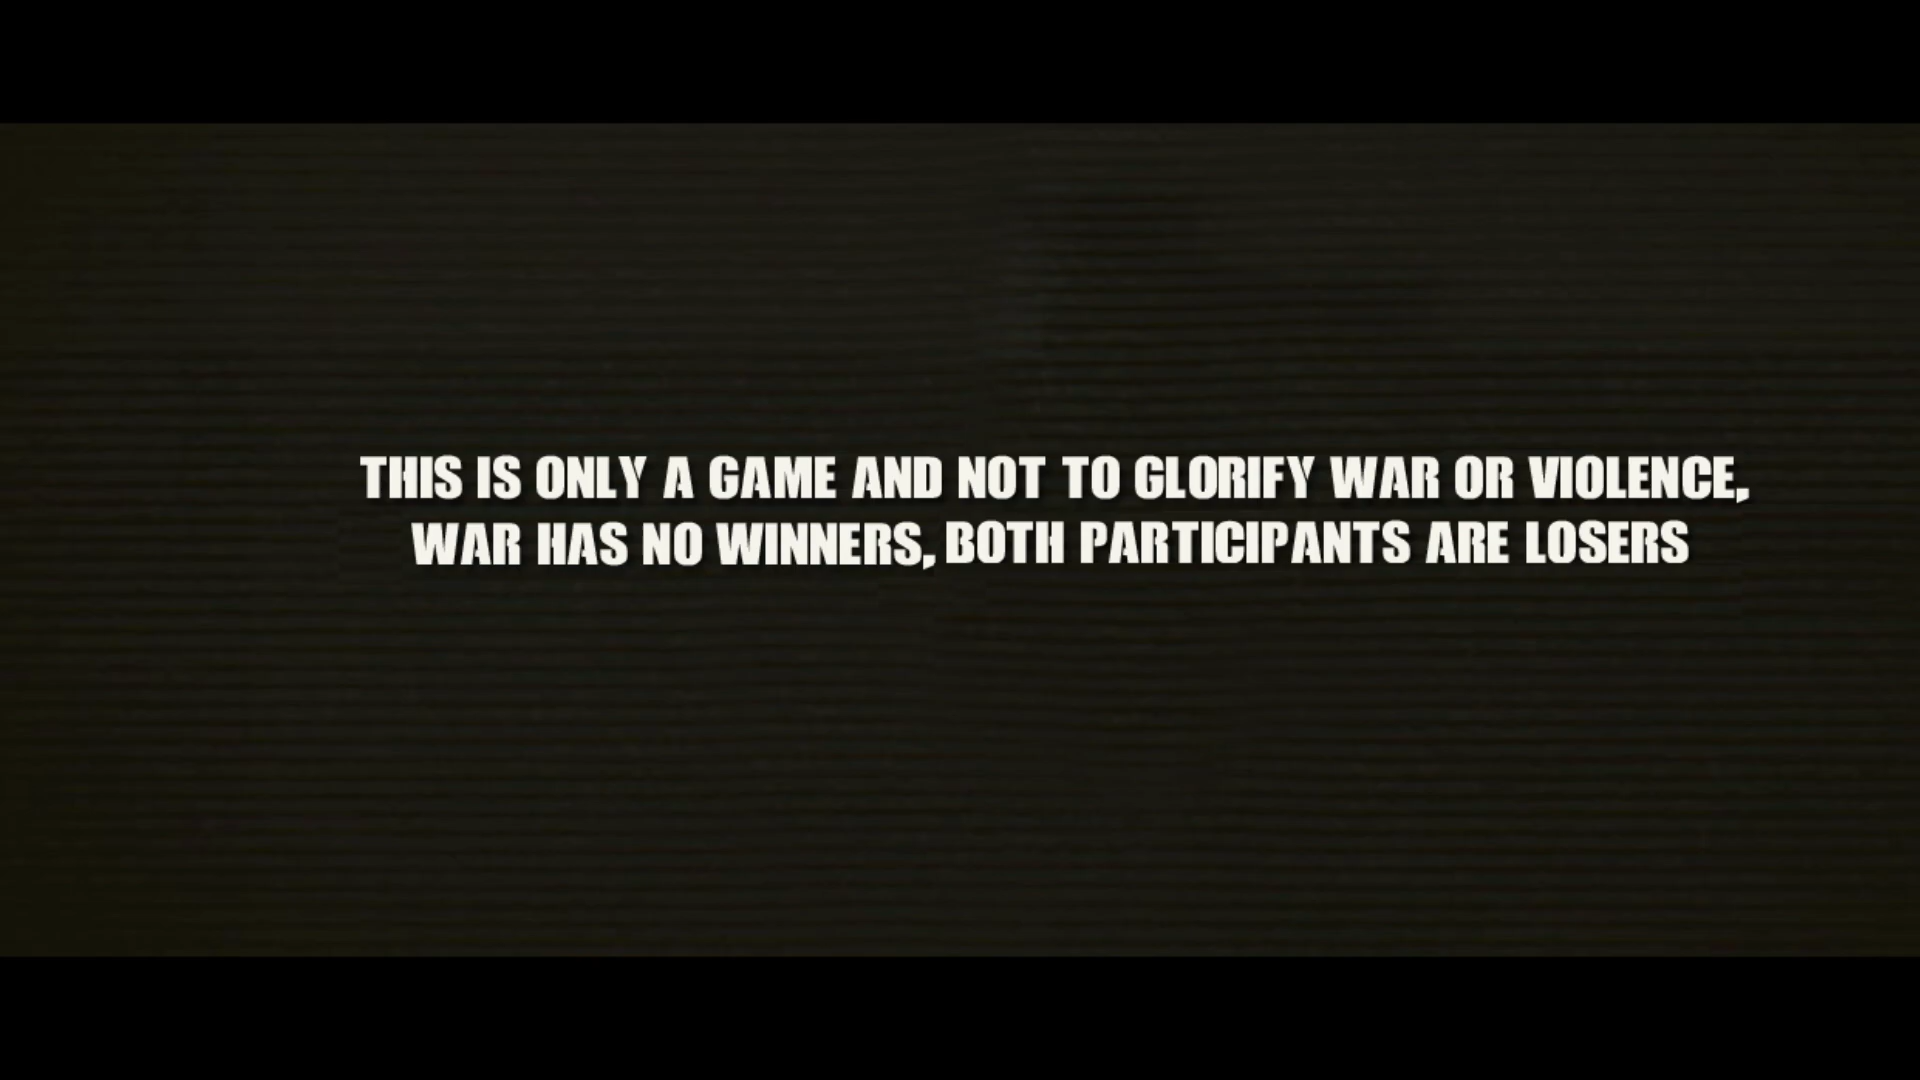 THIS IS ONLY A GAME AND NOT TO GLORIFY WAR OR VIOLENCE,
WAR HAS NO WINNERS, BOTH PARTICIPANTS ARE LOSERS